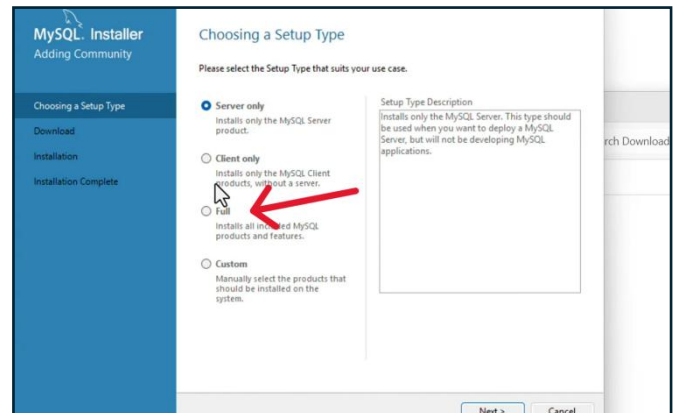 MySQL. Installer
Adding Community
Choosing a Setup Type
Download
Installation
Installation Complete
Choosing a Setup Type
Please select the Setup Type that suits your use case.
Server only
Installs only the MySQL Server
product.
Client only
Installs only the MySQL Client
products, without a server.
Full
Installs all included MySQL
products and features.
Custom
Manually select the products that
should be installed on the
system.
Setup Type Description
Installs only the MySQL Server. This type should
be used when you want to deploy a MySQL
Server, but will not be developing MySQL
applications.
rch Download
Next >
Cancel